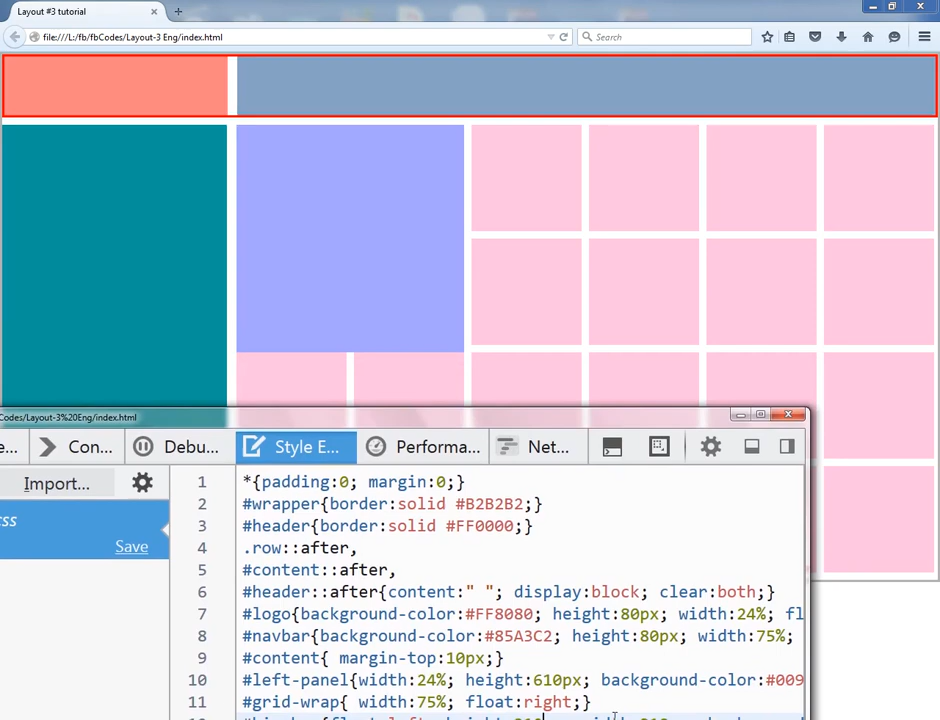 Layout #3 tutorial
file:///L:/fb/fbCodes/Layout-3 Eng/index.html
Search
Codes/Layout-3%20Eng/index.html
e... Con... Debu... Style E... Performa... Net...
Import...
css
Save
1 *{padding:0; margin:0;}
2 #wrapper{border:solid #B2B2B2;}
3 #header{border:solid #FF0000;}
4 .row::after,
5 #content::after,
6 #header::after{content:" "; display:block; clear:both;}
7 #logo{background-color:#FF8080; height:80px; width:24%; fl
8 #navbar{background-color:#85A3C2; height:80px; width:75%;
9 #content{ margin-top:10px;}
10 #left-panel{width:24%; height:610px; background-color:#009
11 #grid-wrap{ width:75%; float:right;}